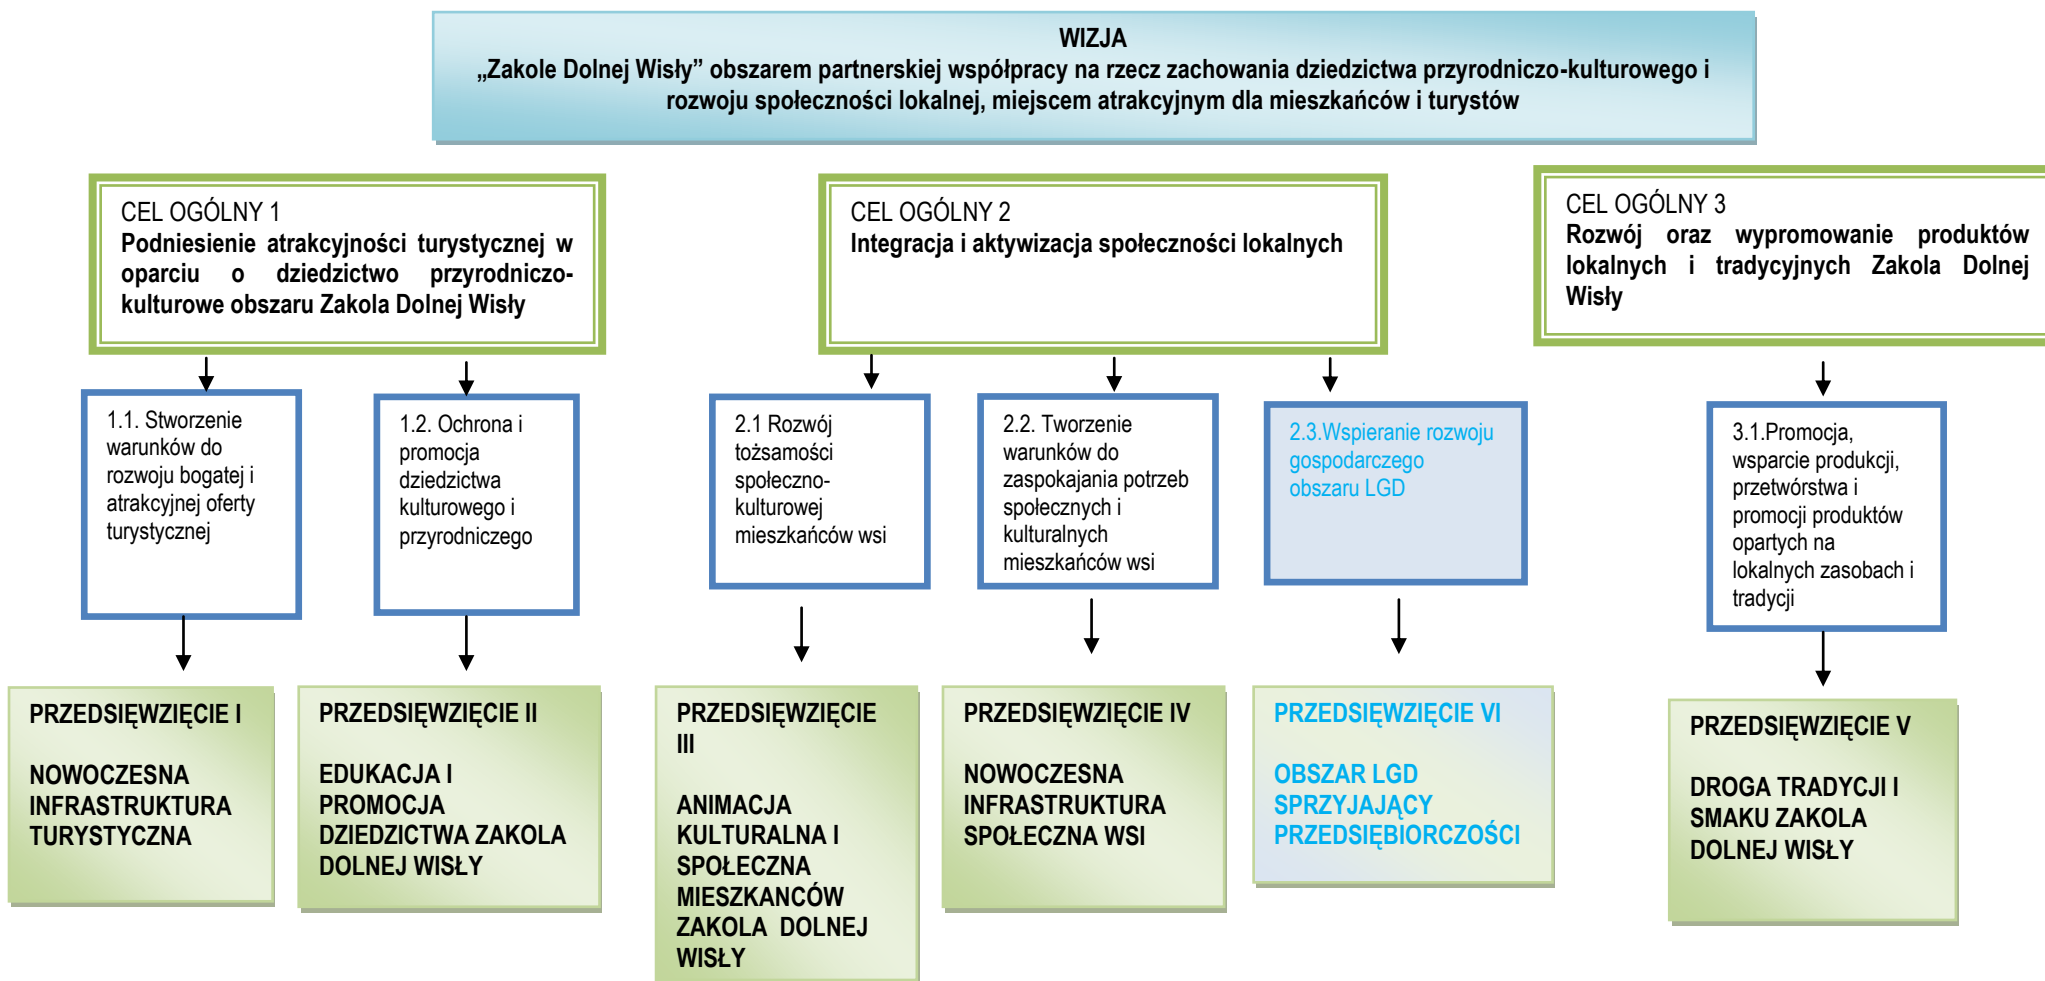 WIZJA
„Zakole Dolnej Wisły” obszarem partnerskiej współpracy na rzecz zachowania dziedzictwa przyrodniczo-kulturowego i
rozwoju społeczności lokalnej, miejscem atrakcyjnym dla mieszkańców i turystów
CEL OGÓLNY 1
Podniesienie atrakcyjności turystycznej w
oparciu o dziedzictwo przyrodniczo-
kulturowe obszaru Zakola Dolnej Wisły
CEL OGÓLNY 2
Integracja i aktywizacja społeczności lokalnych
CEL OGÓLNY 3
Rozwój oraz wypromowanie produktów
lokalnych i tradycyjnych Zakola Dolnej
Wisły
1.1. Stworzenie
warunków do
rozwoju bogatej i
atrakcyjnej oferty
turystycznej
1.2. Ochrona i
promocja
dziedzictwa
kulturowego i
przyrodniczego
2.1 Rozwój
tożsamości
społeczno-
kulturowej
mieszkańców wsi
2.2. Tworzenie
warunków do
zaspokajania potrzeb
społecznych i
kulturalnych
mieszkańców wsi
2.3.Wspieranie rozwoju
gospodarczego
obszaru LGD
3.1.Promocja,
wsparcie produkcji,
przetwórstwa i
promocji produktów
opartych na
lokalnych zasobach i
tradycji
PRZEDSIĘWZIĘCIE I
NOWOCZESNA
INFRASTRUKTURA
TURYSTYCZNA
PRZEDSIĘWZIĘCIE II
EDUKACJA I
PROMOCJA
DZIEDZICTWA ZAKOLA
DOLNEJ WISŁY
PRZEDSIĘWZIĘCIE
III
ANIMACJA
KULTURALNA I
SPOŁECZNA
MIESZKANCÓW
ZAKOLA DOLNEJ
WISŁY
PRZEDSIĘWZIĘCIE IV
NOWOCZESNA
INFRASTRUKTURA
SPOŁECZNA WSI
PRZEDSIĘWZIĘCIE VI
OBSZAR LGD
SPRZYJAJĄCY
PRZEDSIĘBIORCZOŚCI
PRZEDSIĘWZIĘCIE V
DROGA TRADYCJI I
SMAKU ZAKOLA
DOLNEJ WISŁY